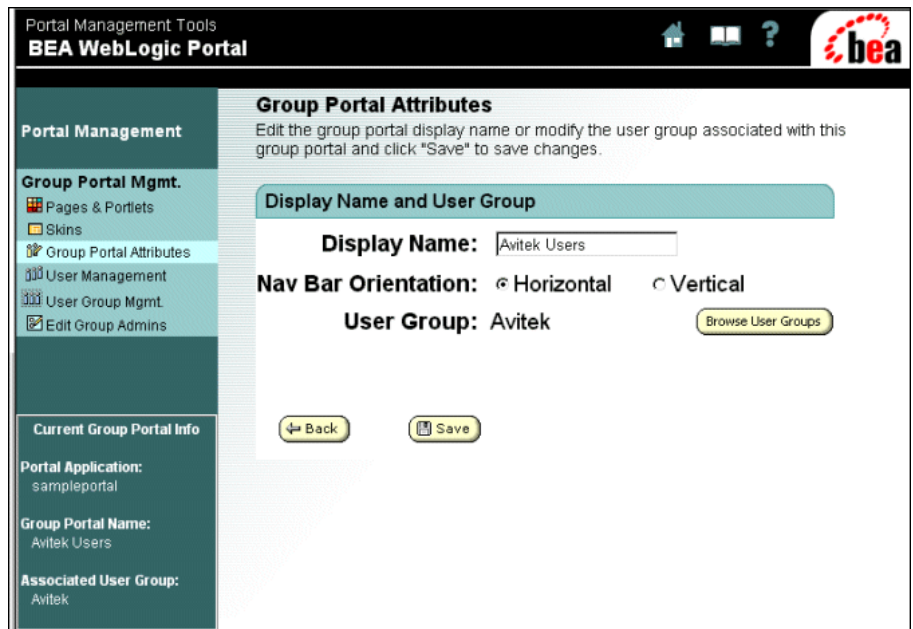 Portal Management Tools
BEA WebLogic Portal
?
bea
Portal Management
Group Portal Mgmt.
Pages & Portlets
Skins
Group Portal Attributes
User Management
User Group Mgmt.
Edit Group Admins
Current Group Portal Info
Portal Application:
sampleportal
Group Portal Name:
Avitek Users
Associated User Group:
Avitek
Group Portal Attributes
Edit the group portal display name or modify the user group associated with this
group portal and click "Save" to save changes.
Display Name and User Group
Display Name: Avitek Users
Nav Bar Orientation: Horizontal Vertical
User Group: Avitek Browse User Groups
Back Save